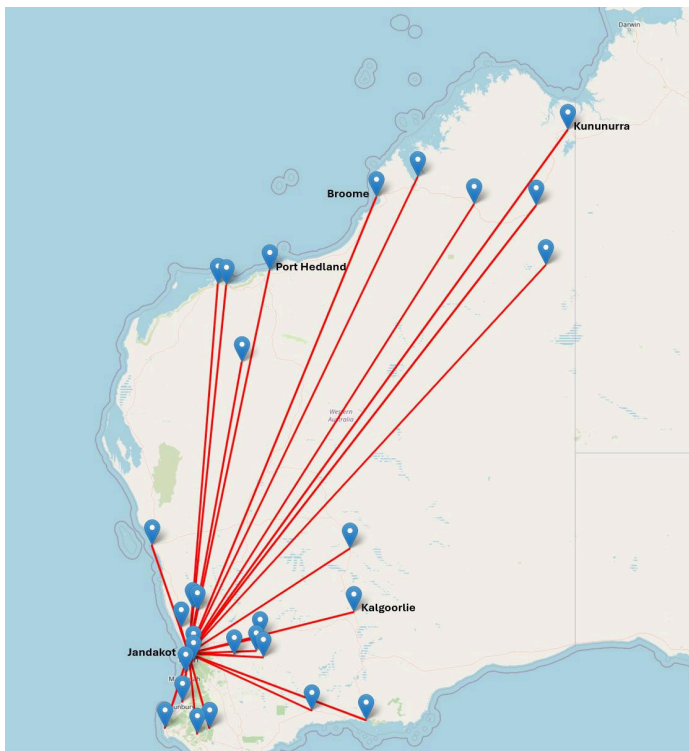 Darwin
Kununurra
Broome
Port Hedland
Western
Australia
Kalgoorlie
Jandakot